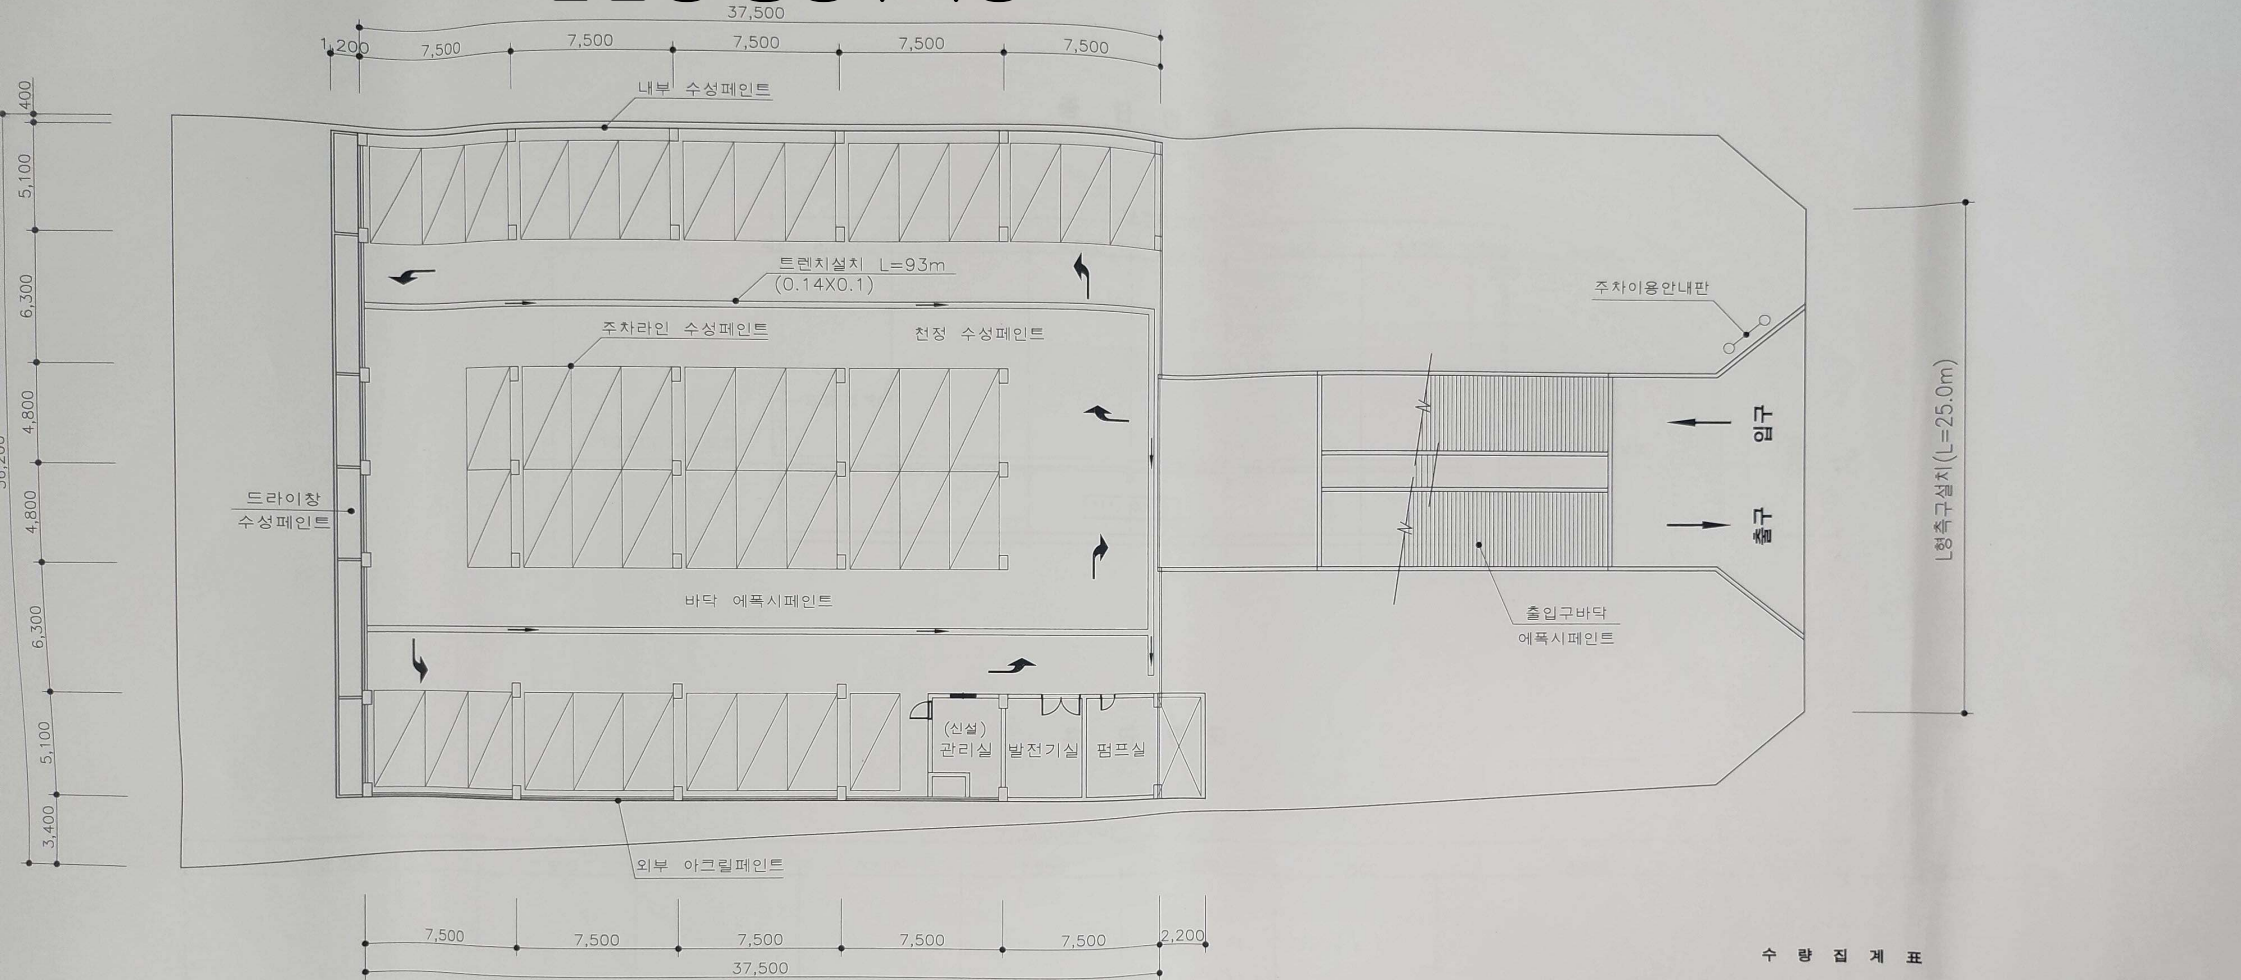 37,500
1,200 7,500 7,500 7,500 7,500 7,500
내부 수성페인트
400
5,100
6,300
4,800
4,800
6,300
5,100
3,400
트렌치설치 L=93m
(0.14X0.1)
주차라인 수성페인트
천정 수성페인트
주차이용안내판
드라이창
수성페인트
입구
출구
L형측구설치(L=25.0m)
바닥 에폭시페인트
출입구바닥
에폭시페인트
(신설)
관리실 발전기실 펌프실
외부 아크릴페인트
7,500 7,500 7,500 7,500 7,500 2,200
37,500
수 량 집 계 표